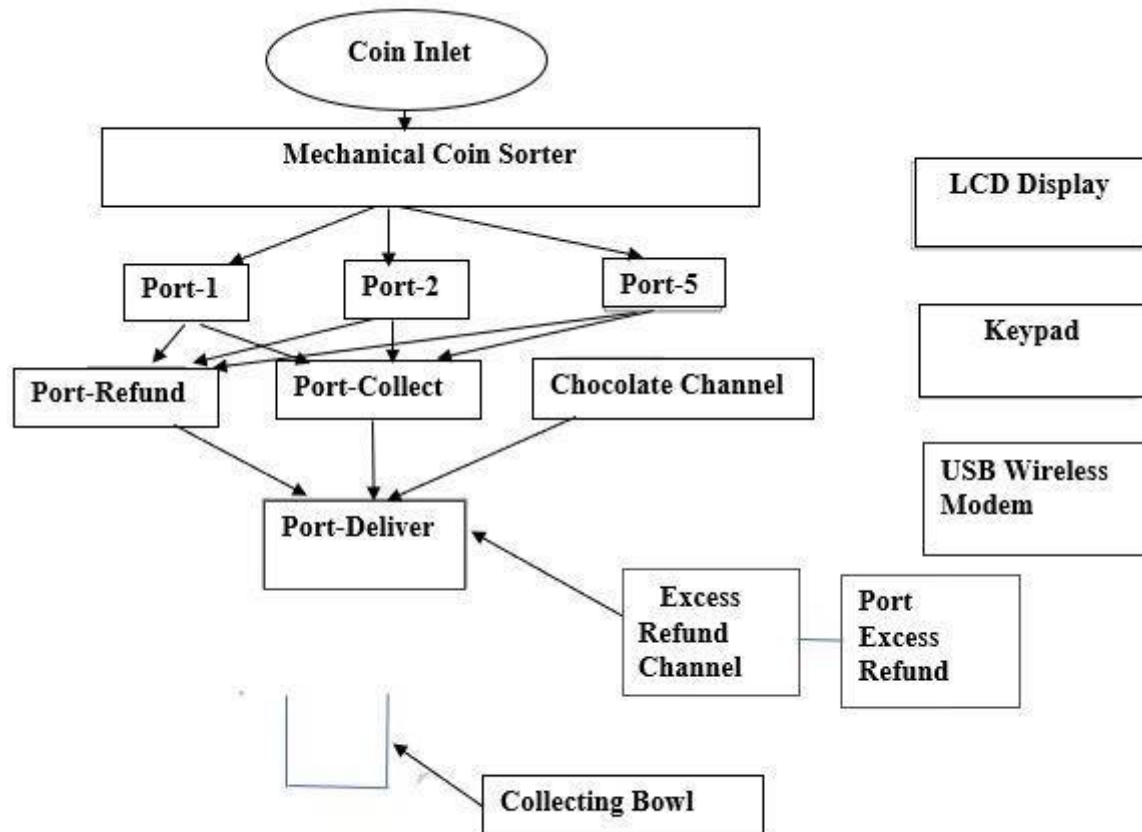 Coin Inlet
Mechanical Coin Sorter
LCD Display
Port-1
Port-2
Port-5
Keypad
Port-Refund
Port-Collect
Chocolate Channel
USB Wireless
Modem
Port-Deliver
Excess
Refund
Channel
Port
Excess
Refund
Collecting Bowl